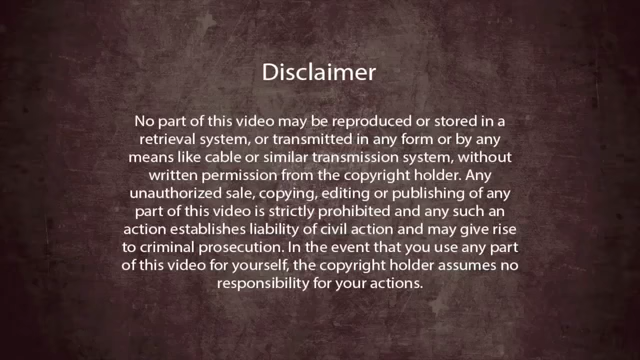 Disclaimer
No part of this video may be reproduced or stored in a
retrieval system, or transmitted in any form or by any
means like cable or similar transmission system, without
written permission from the copyright holder. Any
unauthorized sale, copying, editing or publishing of any
part of this video is strictly prohibited and any such an
action establishes liability of civil action and may give rise
to criminal prosecution. In the event that you use any part
of this video for yourself, the copyright holder assumes no
responsibility for your actions.